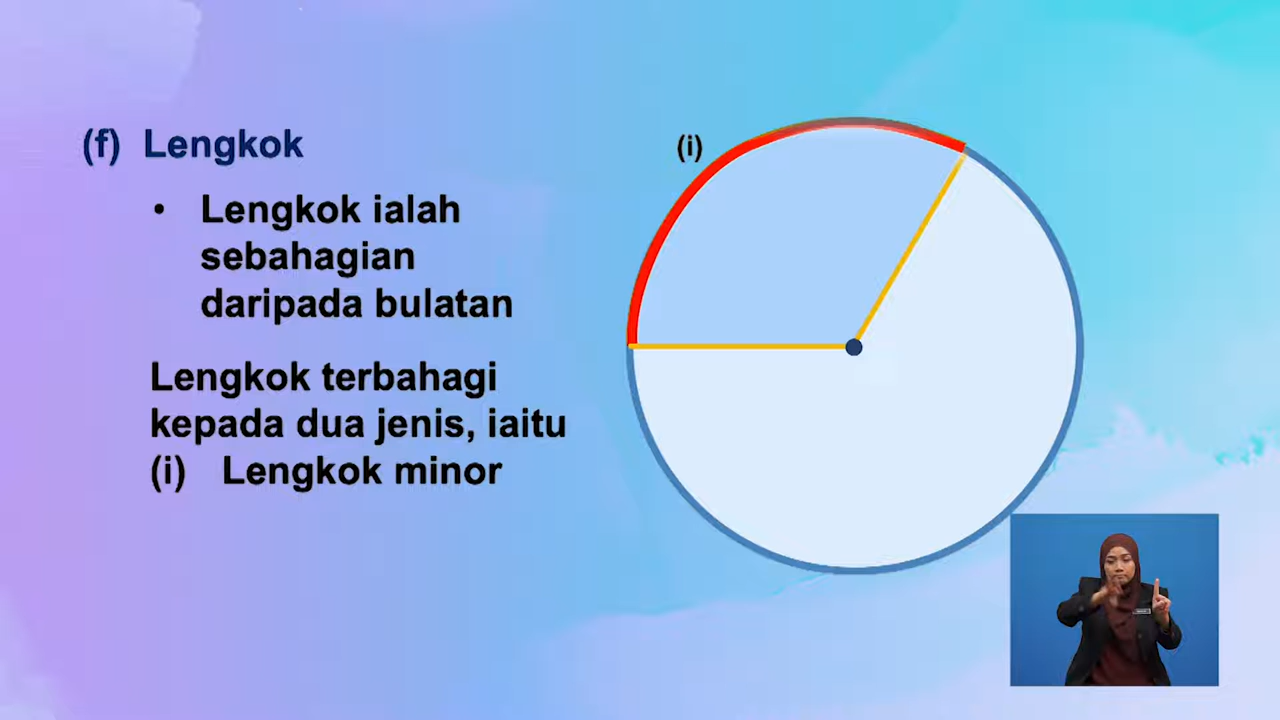 (f) Lengkok
• Lengkok ialah
sebahagian
daripada bulatan
Lengkok terbahagi
kepada dua jenis, iaitu
(i) Lengkok minor
(i)